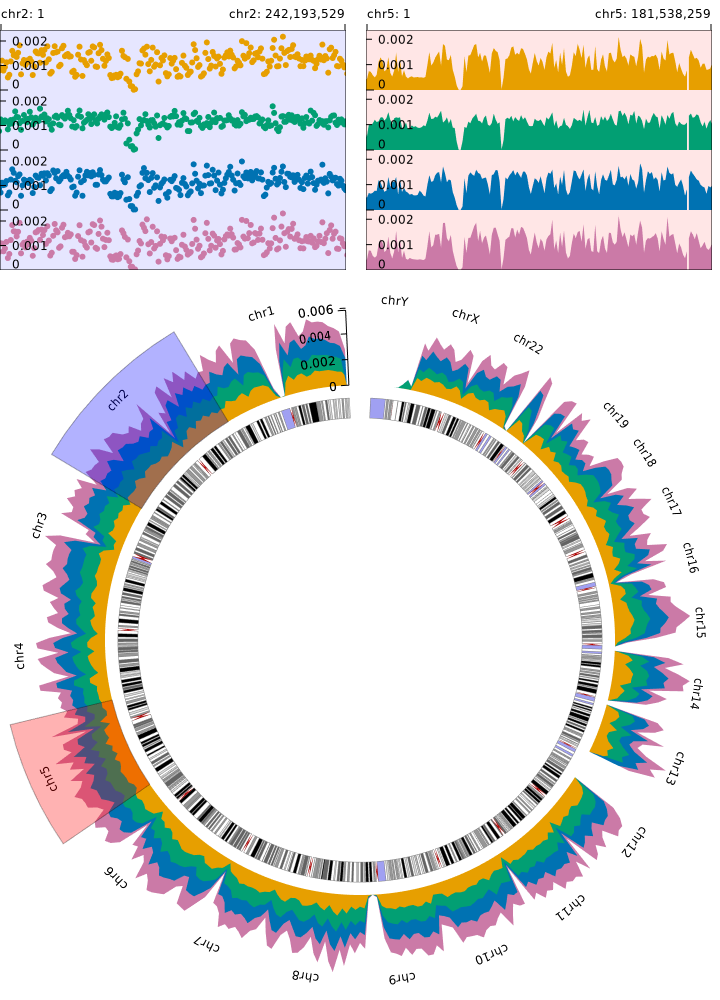 chr2: 1
chr2: 242,193,529
chr5: 1
chr5: 181,538,259
0.002
0.001
0
0.002
0.001
0
0.002
0.001
0
0.002
0.001
0
0.002
0.001
0
0.002
0.001
0
0.002
0.001
0
0.002
0.001
0
0.006
0.004
0.002
0
chr1
chr2
chr3
chr4
chr5
chr6
chr7
chr8
chr9
chr10
chr11
chr12
chr13
chr14
chr15
chr16
chr17
chr18
chr19
chr22
chrX
chrY